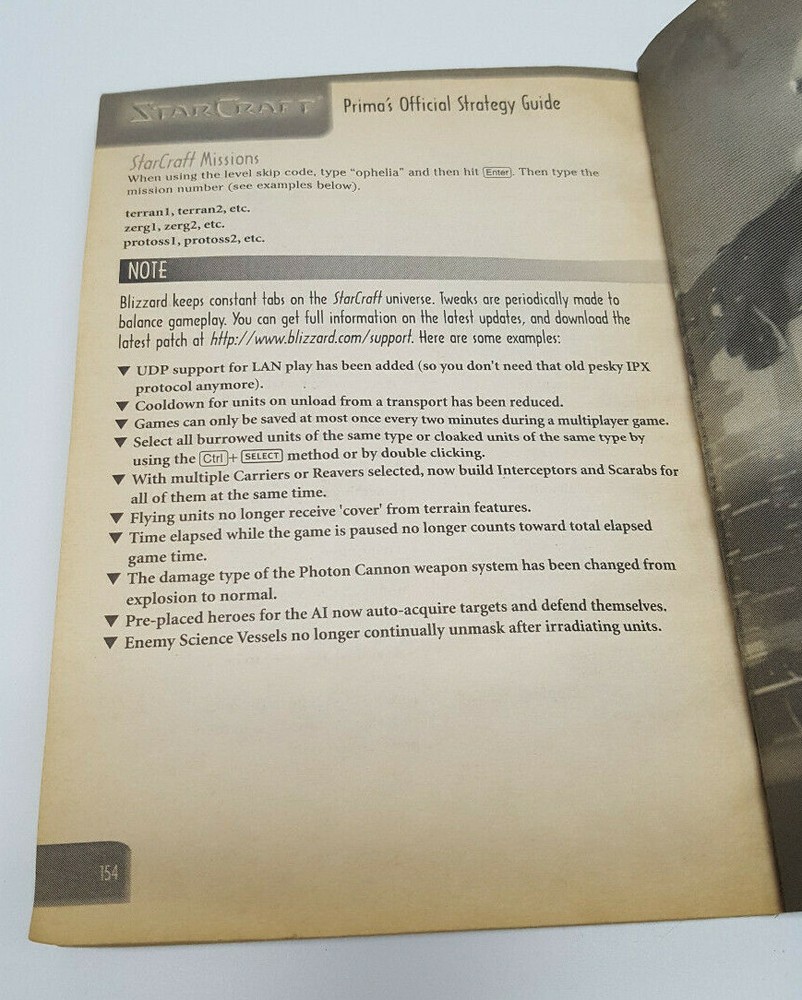 STARCRAFT Prima's Official Strategy Guide
StarCraft Missions
When using the level skip code, type "ophelia" and then hit Enter. Then type the
mission number (see examples below).
terran1, terran2, etc.
zerg1, zerg2, etc.
protoss1, protoss2, etc.
NOTE
Blizzard keeps constant tabs on the StarCraft universe. Tweaks are periodically made to
balance gameplay. You can get full information on the latest updates, and download the
latest patch at http://www.blizzard.com/support. Here are some examples:
▼ UDP support for LAN play has been added (so you don't need that old pesky IPX
protocol anymore).
▼ Cooldown for units on unload from a transport has been reduced.
▼ Games can only be saved at most once every two minutes during a multiplayer game.
▼ Select all burrowed units of the same type or cloaked units of the same type by
using the Ctrl + SELECT method or by double clicking.
▼ With multiple Carriers or Reavers selected, now build Interceptors and Scarabs for
all of them at the same time.
▼ Flying units no longer receive 'cover' from terrain features.
▼ Time elapsed while the game is paused no longer counts toward total elapsed
game time.
▼ The damage type of the Photon Cannon weapon system has been changed from
explosion to normal.
▼ Pre-placed heroes for the AI now auto-acquire targets and defend themselves.
▼ Enemy Science Vessels no longer continually unmask after irradiating units.
154